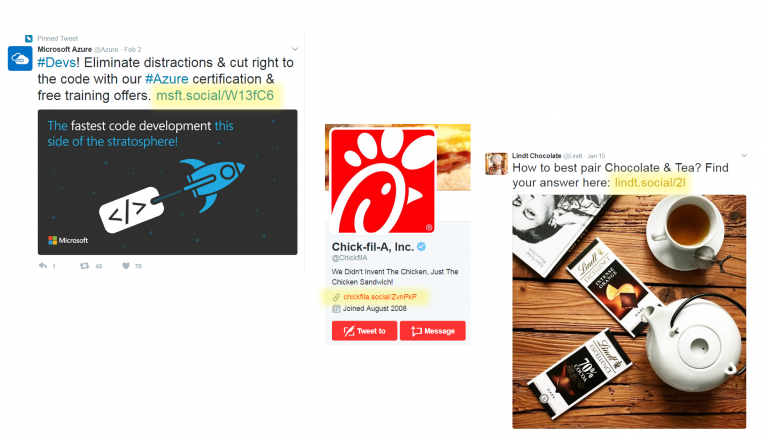 Pinned Tweet
Microsoft Azure @Azure · Feb 2
#Devs! Eliminate distractions & cut right to
the code with our #Azure certification &
free training offers. msft.social/W13fC6
The fastest code development this
side of the stratosphere!
</>
Microsoft
1 48 70
Chick-fil-A, Inc.
@ChickfilA
We Didn't Invent The Chicken, Just The
Chicken Sandwich!
chickfila.social/ZvnPkP
Joined August 2008
Tweet to Message
Lindt Chocolate @Lindt · Jan 15
How to best pair Chocolate & Tea? Find
your answer here: lindt.social/2l
Lindt
EXCELLENCE
INTENSE
ORANGE
DARK
Lindt
EXCELLENCE
70%
COCOA
DARK